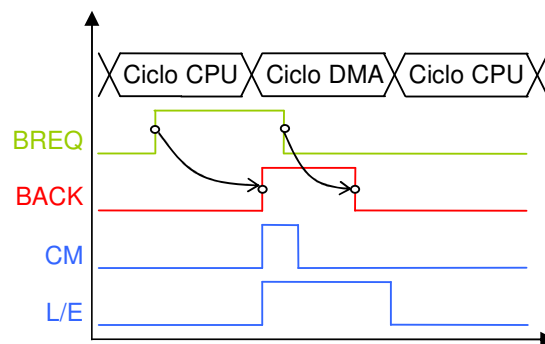 Ciclo CPU Ciclo DMA Ciclo CPU
BREQ
BACK
CM
L/E